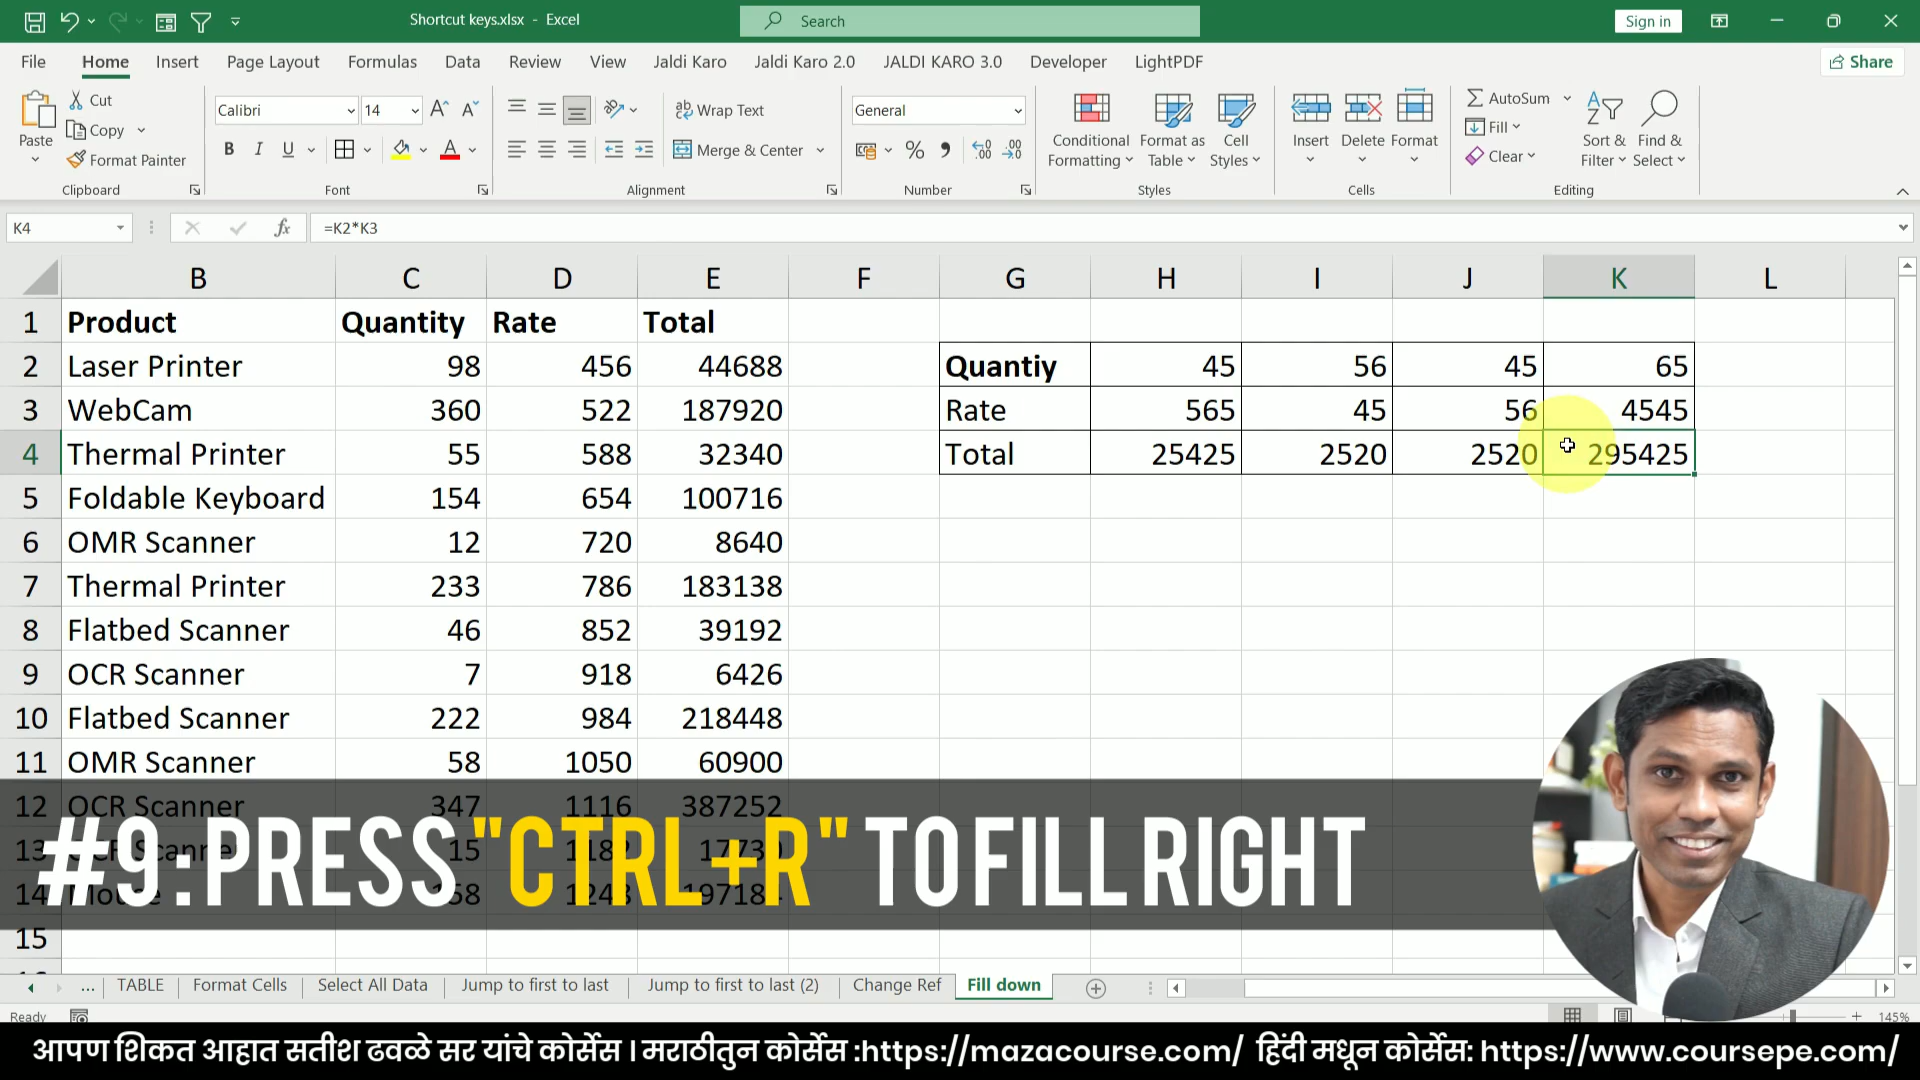 Shortcut keys.xlsx - Excel
Search
Sign in
File Home Insert Page Layout Formulas Data Review View Jaldi Karo Jaldi Karo 2.0 JALDI KARO 3.0 Developer LightPDF
Share
Paste
Cut
Copy
Format Painter
Clipboard
Calibri 14
B I U
Font
Wrap Text
Merge & Center
Alignment
General
Number
Conditional Formatting
Format as Table
Cell Styles
Styles
Insert Delete Format
Cells
AutoSum
Fill
Clear
Sort & Filter
Find & Select
Editing
K4 fx =K2*K3
B C D E F G H I J K L
1 Product Quantity Rate Total
2 Laser Printer 98 456 44688 Quantiy 45 56 45 65
3 WebCam 360 522 187920 Rate 565 45 56 4545
4 Thermal Printer 55 588 32340 Total 25425 2520 2520 295425
5 Foldable Keyboard 154 654 100716
6 OMR Scanner 12 720 8640
7 Thermal Printer 233 786 183138
8 Flatbed Scanner 46 852 39192
9 OCR Scanner 7 918 6426
10 Flatbed Scanner 222 984 218448
11 OMR Scanner 58 1050 60900
12 OCR Scanner 347 1116 387252
#9: PRESS "CTRL+R" TO FILL RIGHT
13
14
15
... TABLE Format Cells Select All Data Jump to first to last Jump to first to last (2) Change Ref Fill down
Ready
145%
आपण शिकत आहात सतीश ढवळे सर यांचे कोर्सेस । मराठीतुन कोर्सेस :https://mazacourse.com/ हिंदी मधून कोर्सेस: https://www.coursepe.com/